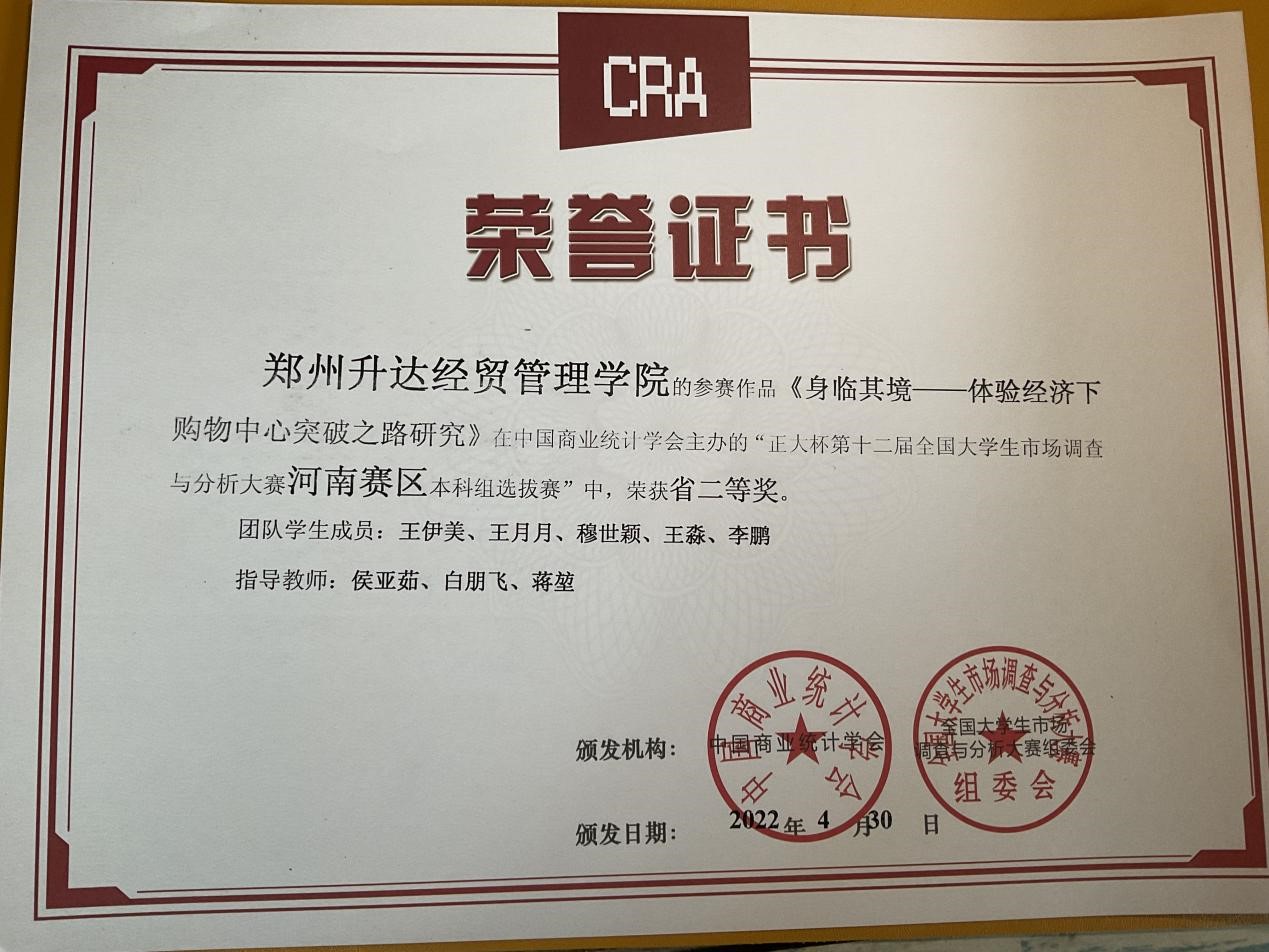 CRA
荣誉证书
郑州升达经贸管理学院的参赛作品《身临其境——体验经济下
购物中心突破之路研究》在中国商业统计学会主办的“正大杯第十二届全国大学生市场调查
与分析大赛河南赛区本科组选拔赛”中，荣获省二等奖。
团队学生成员：王伊美、王月月、穆世颖、王淼、李鹏
指导教师：侯亚茹、白朋飞、蒋堃
颁发机构：
中国商业统计学会
中国商业统计学会
全国大学生市场调查与分析大赛
全国大学生市场
调查与分析大赛组委会
组委会
颁发日期：
2022 年 4 月 30 日